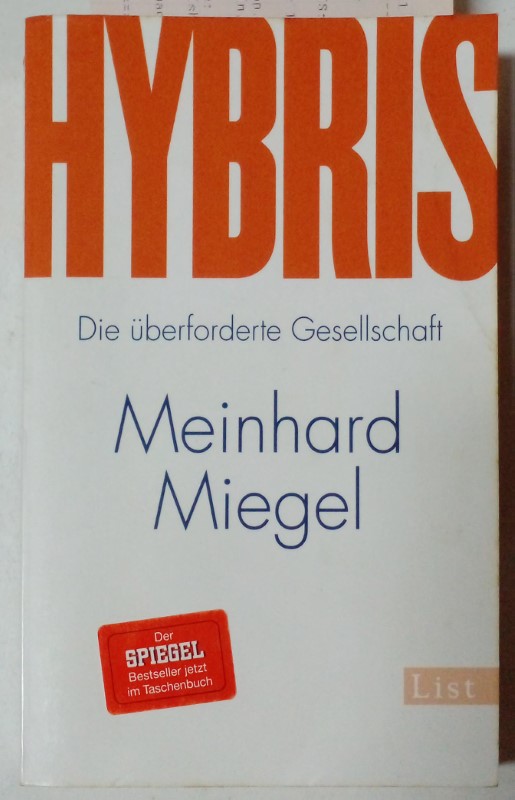 HYBRIS
Die überforderte Gesellschaft
Meinhard
Miegel
Der
SPIEGEL
Bestseller jetzt
im Taschenbuch
List